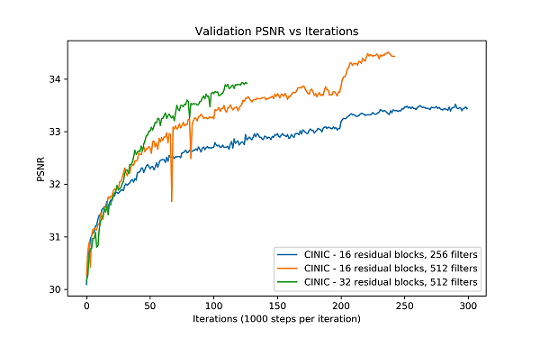 Validation PSNR vs Iterations
PSNR
34
33
32
31
30
CINIC - 16 residual blocks, 256 filters
CINIC - 16 residual blocks, 512 filters
CINIC - 32 residual blocks, 512 filters
0 50 100 150 200 250 300
Iterations (1000 steps per iteration)